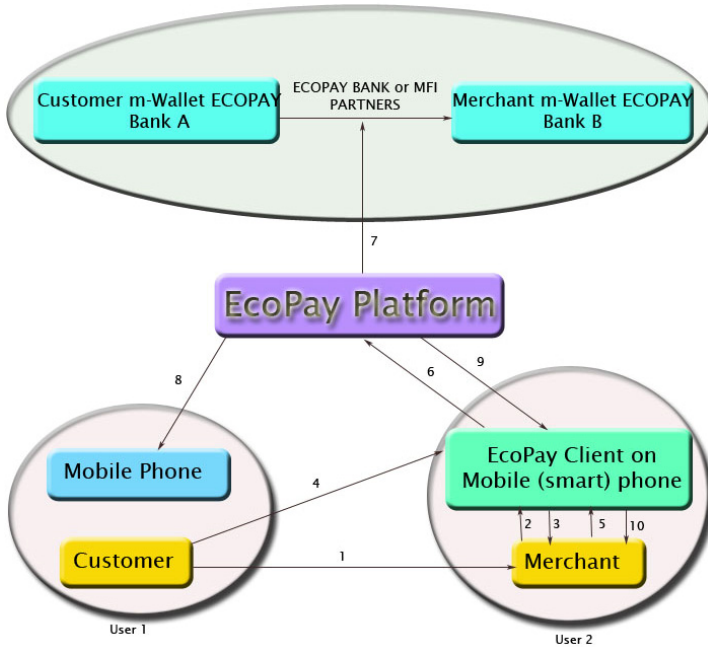 ECOPAY BANK or MFI
PARTNERS
Customer m-Wallet ECOPAY
Bank A
Merchant m-Wallet ECOPAY
Bank B
7
EcoPay Platform
8
6
9
Mobile Phone
EcoPay Client on
Mobile (smart) phone
4
2
3
5
10
Customer
1
Merchant
User 1
User 2